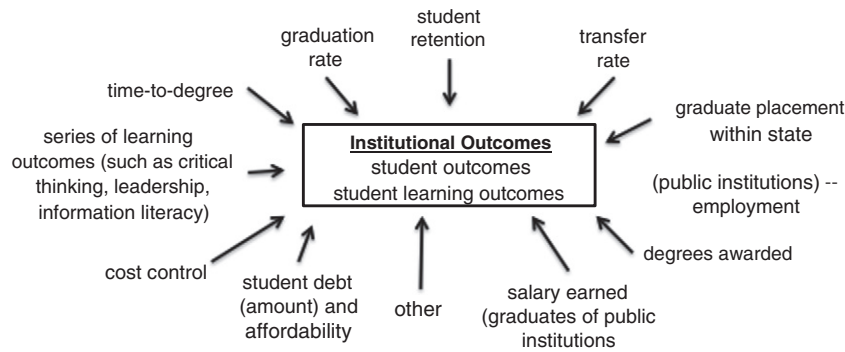 student
retention
graduation
rate
transfer
rate
time-to-degree
graduate placement
within state
series of learning
outcomes (such as critical
thinking, leadership,
information literacy)
Institutional Outcomes
student outcomes
student learning outcomes
(public institutions) --
employment
cost control
student debt
(amount) and
affordability
other
salary earned
(graduates of public
institutions
degrees awarded